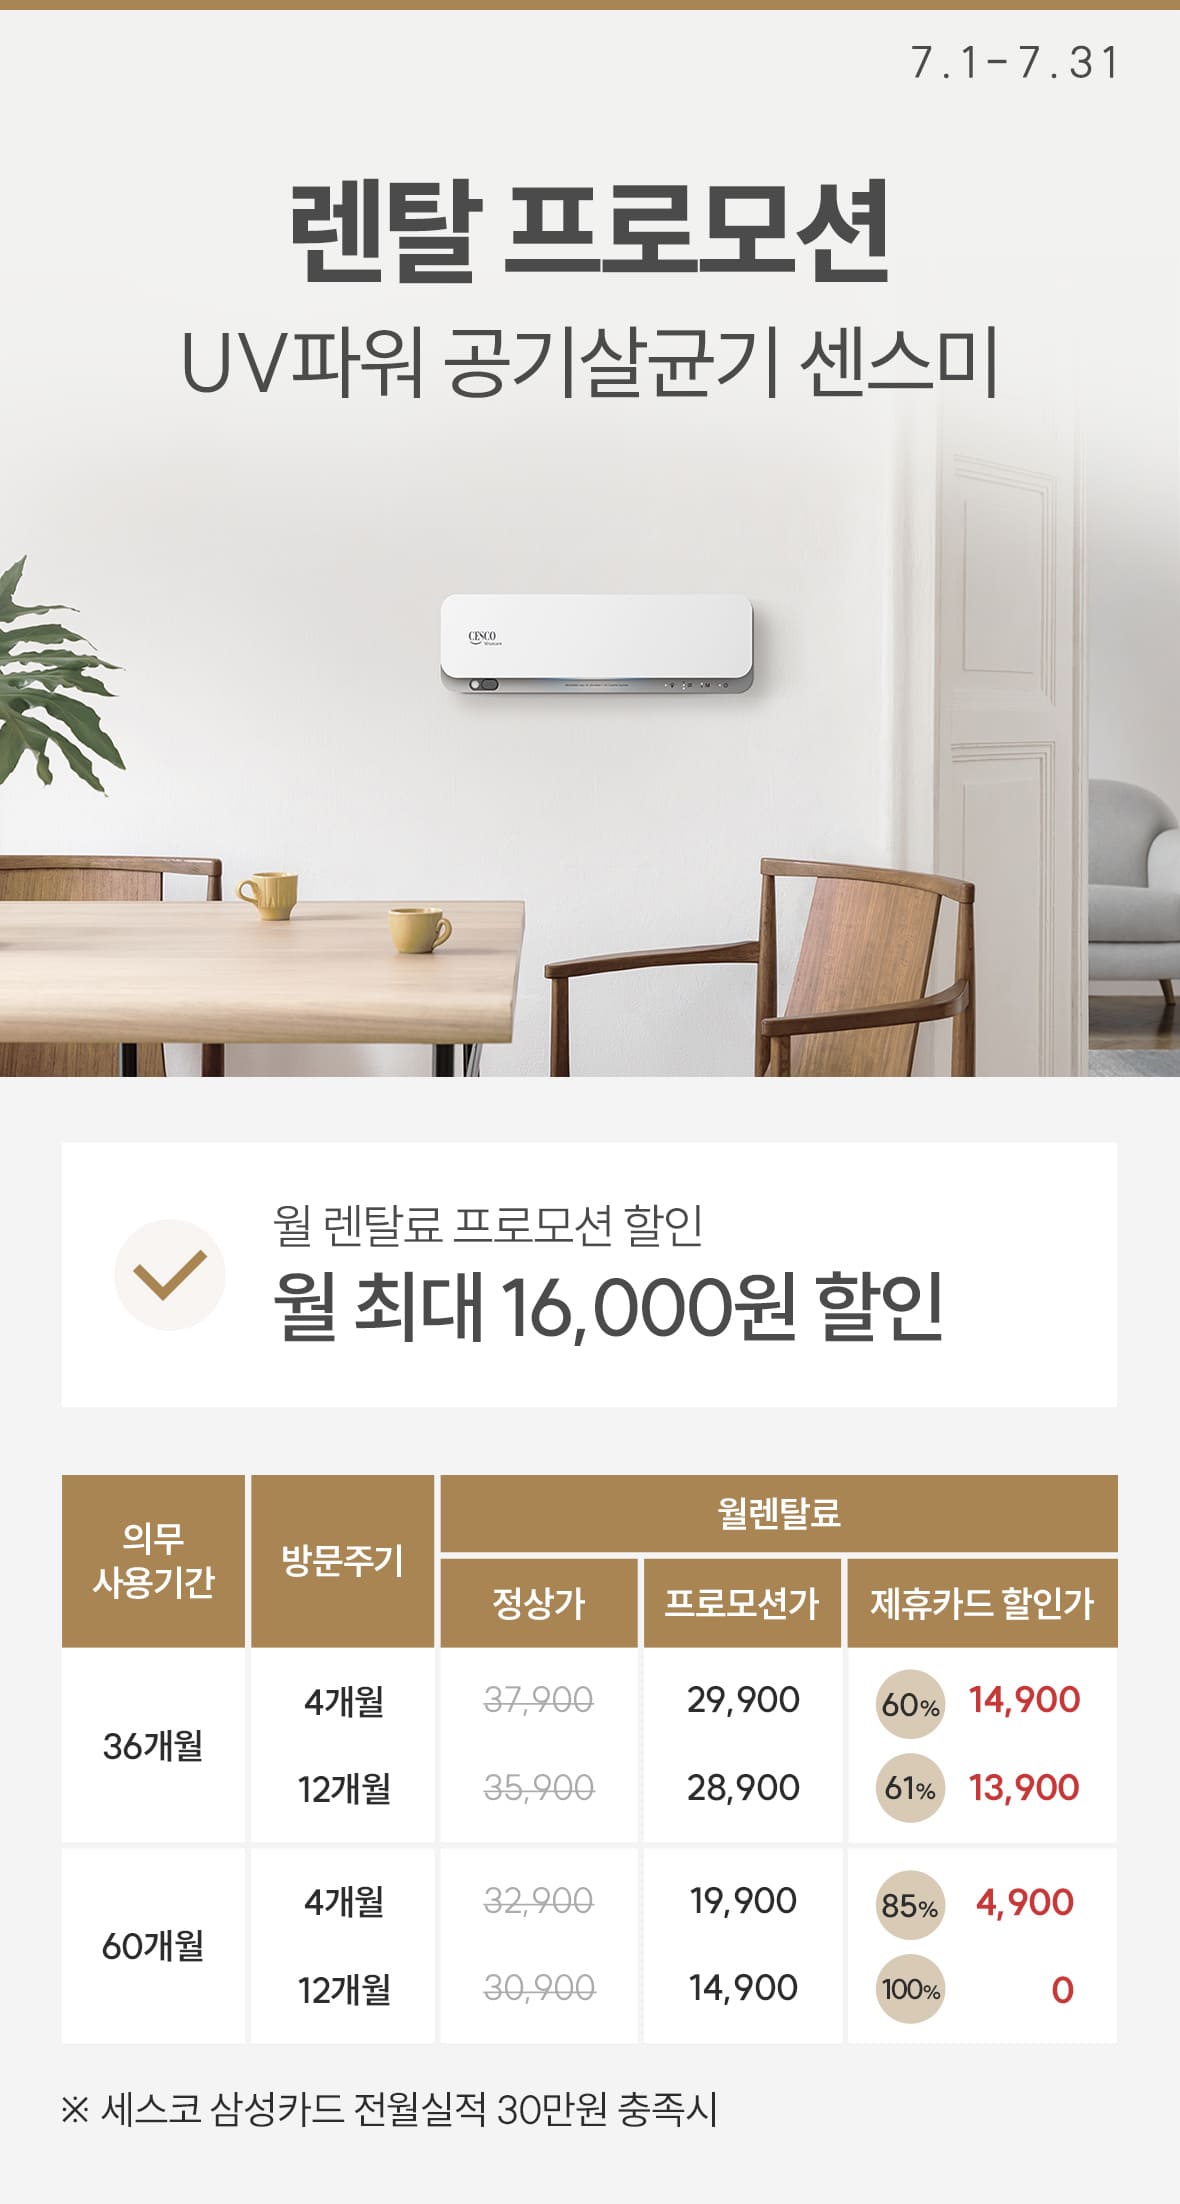 7.1-7.31
렌탈 프로모션
UV파워 공기살균기 센스미
CESCO
월 렌탈료 프로모션 할인
월 최대 16,000원 할인
의무
사용기간
방문주기
월렌탈료
정상가 프로모션가 제휴카드 할인가
36개월
4개월 37,900 29,900 60% 14,900
12개월 35,900 28,900 61% 13,900
60개월
4개월 32,900 19,900 85% 4,900
12개월 30,900 14,900 100% 0
※ 세스코 삼성카드 전월실적 30만원 충족시